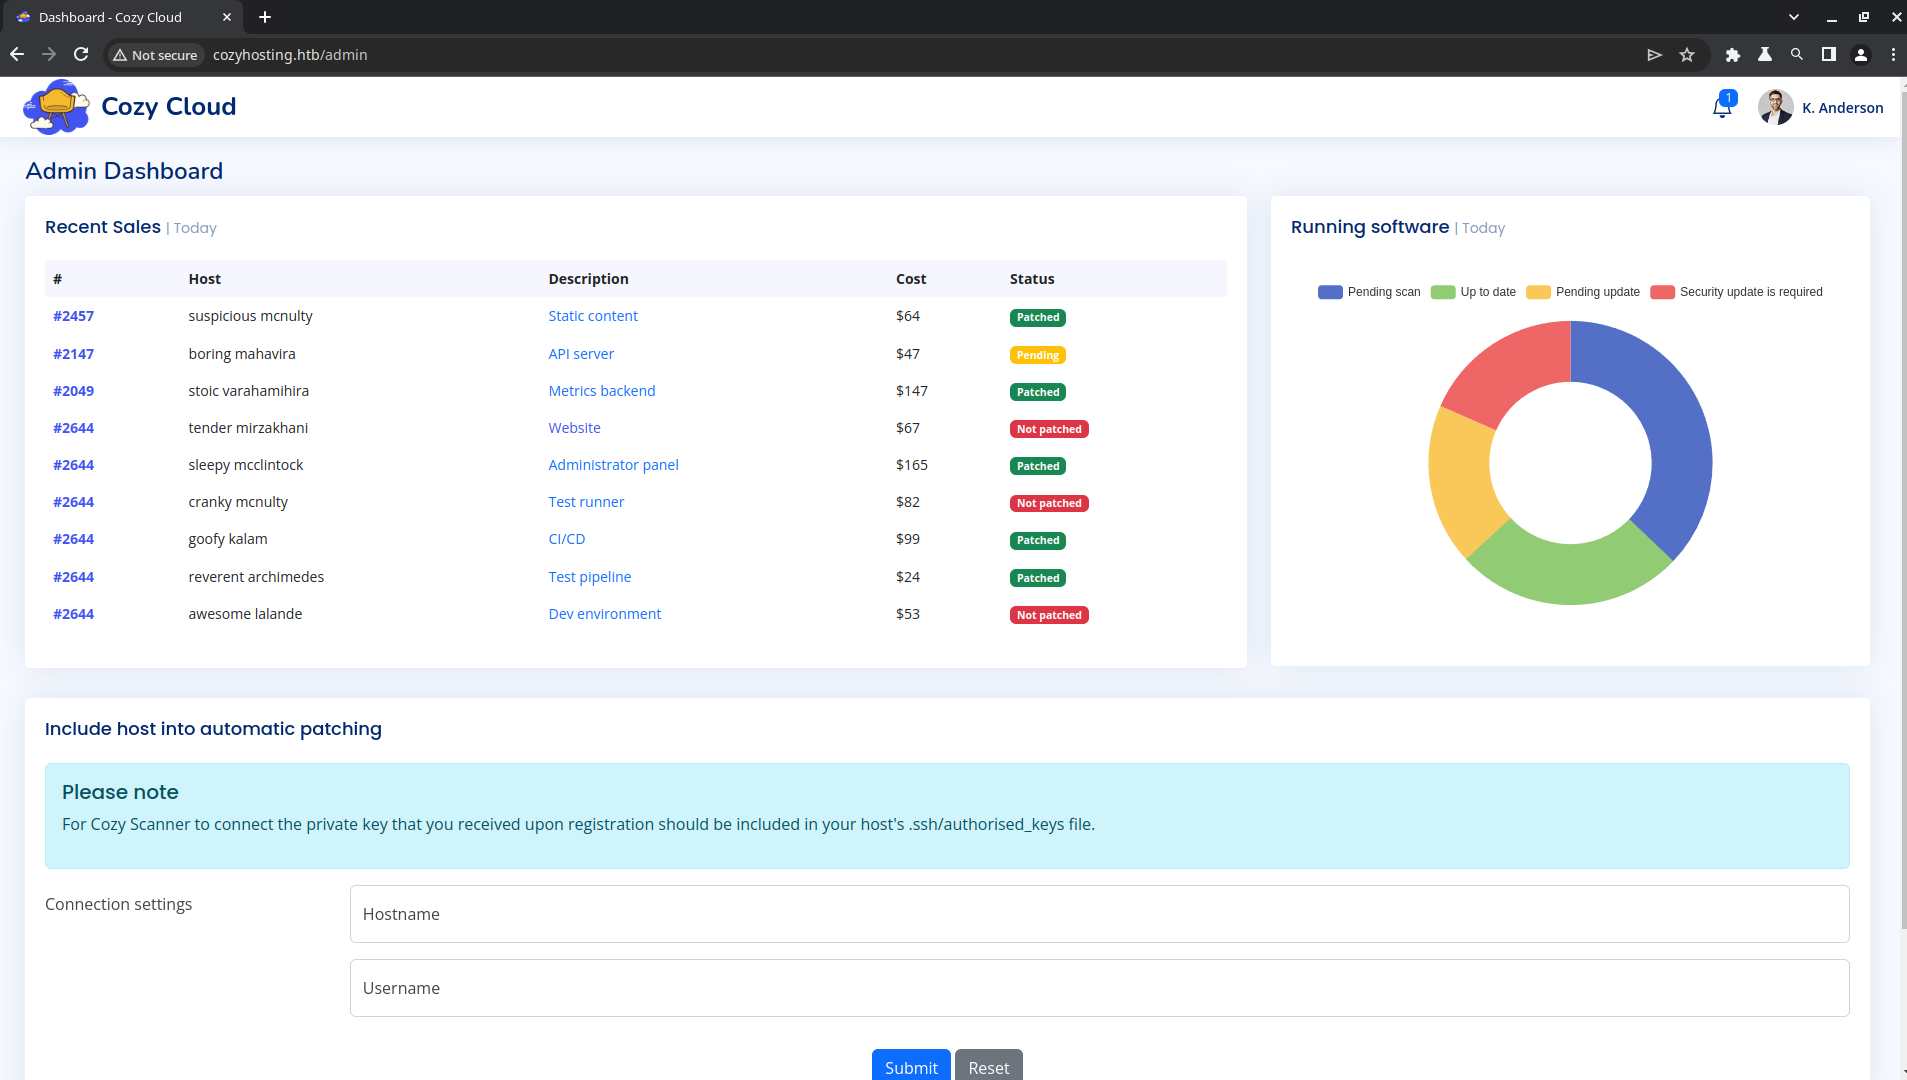 Dashboard - Cozy Cloud
Not secure
cozyhosting.htb/admin
Cozy Cloud
1
K. Anderson
Admin Dashboard
Recent Sales | Today
# Host Description Cost Status
#2457 suspicious mcnulty Static content $64 Patched
#2147 boring mahavira API server $47 Pending
#2049 stoic varahamihira Metrics backend $147 Patched
#2644 tender mirzakhani Website $67 Not patched
#2644 sleepy mcclintock Administrator panel $165 Patched
#2644 cranky mcnulty Test runner $82 Not patched
#2644 goofy kalam CI/CD $99 Patched
#2644 reverent archimedes Test pipeline $24 Patched
#2644 awesome lalande Dev environment $53 Not patched
Running software | Today
Pending scan Up to date Pending update Security update is required
Include host into automatic patching
Please note
For Cozy Scanner to connect the private key that you received upon registration should be included in your host's .ssh/authorised_keys file.
Connection settings
Hostname
Username
Submit Reset